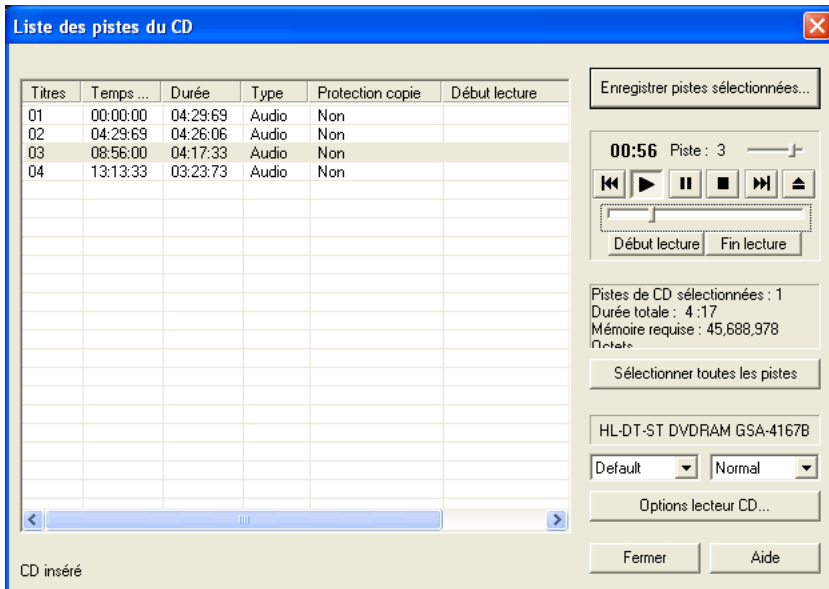 Liste des pistes du CD
Titres Temps ... Durée Type Protection copie Début lecture
01 00:00:00 04:29:69 Audio Non
02 04:29:69 04:26:06 Audio Non
03 08:56:00 04:17:33 Audio Non
04 13:13:33 03:23:73 Audio Non
CD inséré
Enregistrer pistes sélectionnées...
00:56 Piste : 3
Début lecture Fin lecture
Pistes de CD sélectionnées : 1
Durée totale : 4 :17
Mémoire requise : 45,688,978
Octets
Sélectionner toutes les pistes
HL-DT-ST DVDRAM GSA-4167B
Default Normal
Options lecteur CD...
Fermer Aide